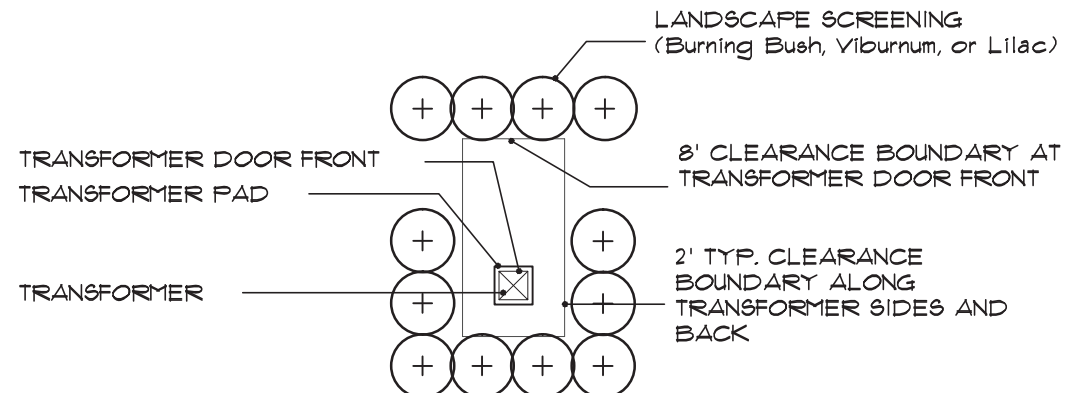 LANDSCAPE SCREENING
(Burning Bush, Viburnum, or Lilac)
TRANSFORMER DOOR FRONT
TRANSFORMER PAD
8' CLEARANCE BOUNDARY AT
TRANSFORMER DOOR FRONT
TRANSFORMER
2' TYP. CLEARANCE
BOUNDARY ALONG
TRANSFORMER SIDES AND
BACK